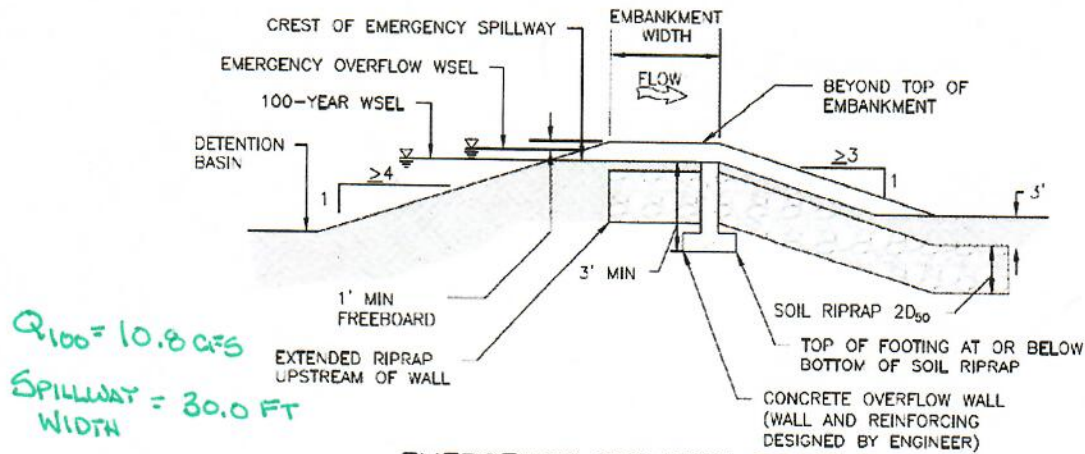 EMBANKMENT
WIDTH
CREST OF EMERGENCY SPILLWAY
EMERGENCY OVERFLOW WSEL
FLOW
100-YEAR WSEL
BEYOND TOP OF
EMBANKMENT
DETENTION
BASIN
≥4
1
≥3
1
3'
3' MIN
1' MIN
FREEBOARD
SOIL RIPRAP 2D50
EXTENDED RIPRAP
UPSTREAM OF WALL
TOP OF FOOTING AT OR BELOW
BOTTOM OF SOIL RIPRAP
CONCRETE OVERFLOW WALL
(WALL AND REINFORCING
DESIGNED BY ENGINEER)
Q100 = 10.8 CFS
SPILLWAY = 30.0 FT
WIDTH